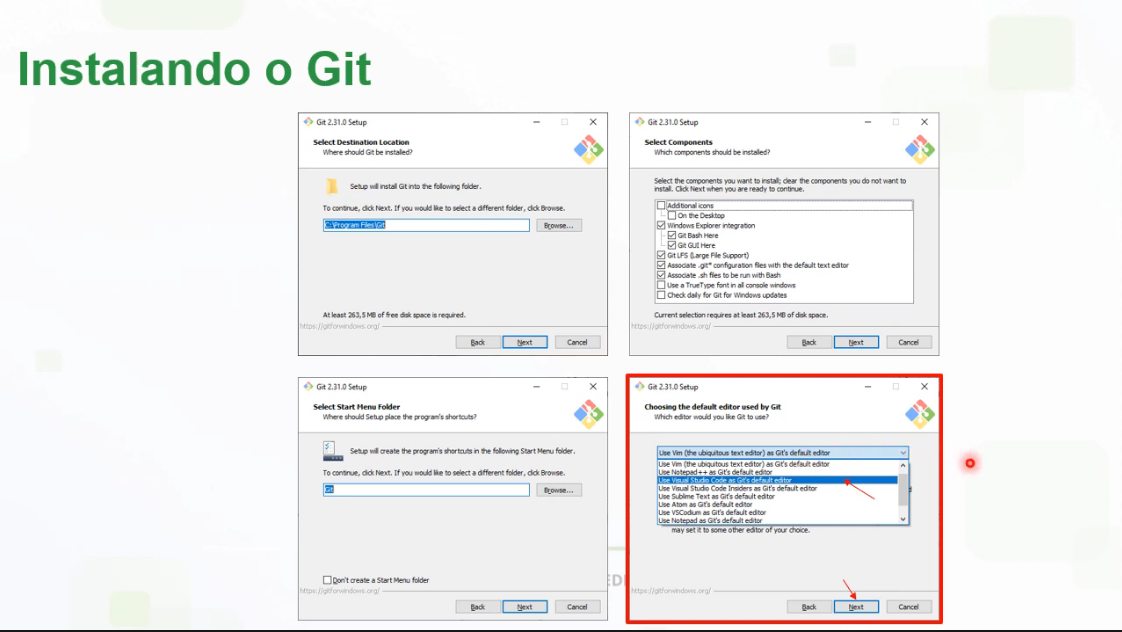 Instalando o Git
Git 2.31.0 Setup
Select Destination Location
Where should Git be installed?
Setup will install Git into the following folder.
To continue, click Next. If you would like to select a different folder, click Browse.
C:\Program Files\Git
Browse...
At least 263,5 MB of free disk space is required.
https://gitforwindows.org/
Back Next Cancel
Git 2.31.0 Setup
Select Components
Which components should be installed?
Select the components you want to install; clear the components you do not want to
install. Click Next when you are ready to continue.
Additional icons
On the Desktop
Windows Explorer integration
Git Bash Here
Git GUI Here
Git LFS (Large File Support)
Associate .git* configuration files with the default text editor
Associate .sh files to be run with Bash
Use a TrueType font in all console windows
Check daily for Git for Windows updates
Current selection requires at least 263,5 MB of disk space.
https://gitforwindows.org/
Back Next Cancel
Git 2.31.0 Setup
Select Start Menu Folder
Where should Setup place the program's shortcuts?
Setup will create the program's shortcuts in the following Start Menu folder.
To continue, click Next. If you would like to select a different folder, click Browse.
Git
Browse...
Don't create a Start Menu folder
https://gitforwindows.org/
Back Next Cancel
Git 2.31.0 Setup
Choosing the default editor used by Git
Which editor would you like Git to use?
Use Vim (the ubiquitous text editor) as Git's default editor
Use Vim (the ubiquitous text editor) as Git's default editor
Use Notepad++ as Git's default editor
Use Visual Studio Code as Git's default editor
Use Visual Studio Code Insiders as Git's default editor
Use Sublime Text as Git's default editor
Use Atom as Git's default editor
Use VSCodium as Git's default editor
Use Notepad as Git's default editor
may set it to some other editor of your choice.
https://gitforwindows.org/
Back Next Cancel